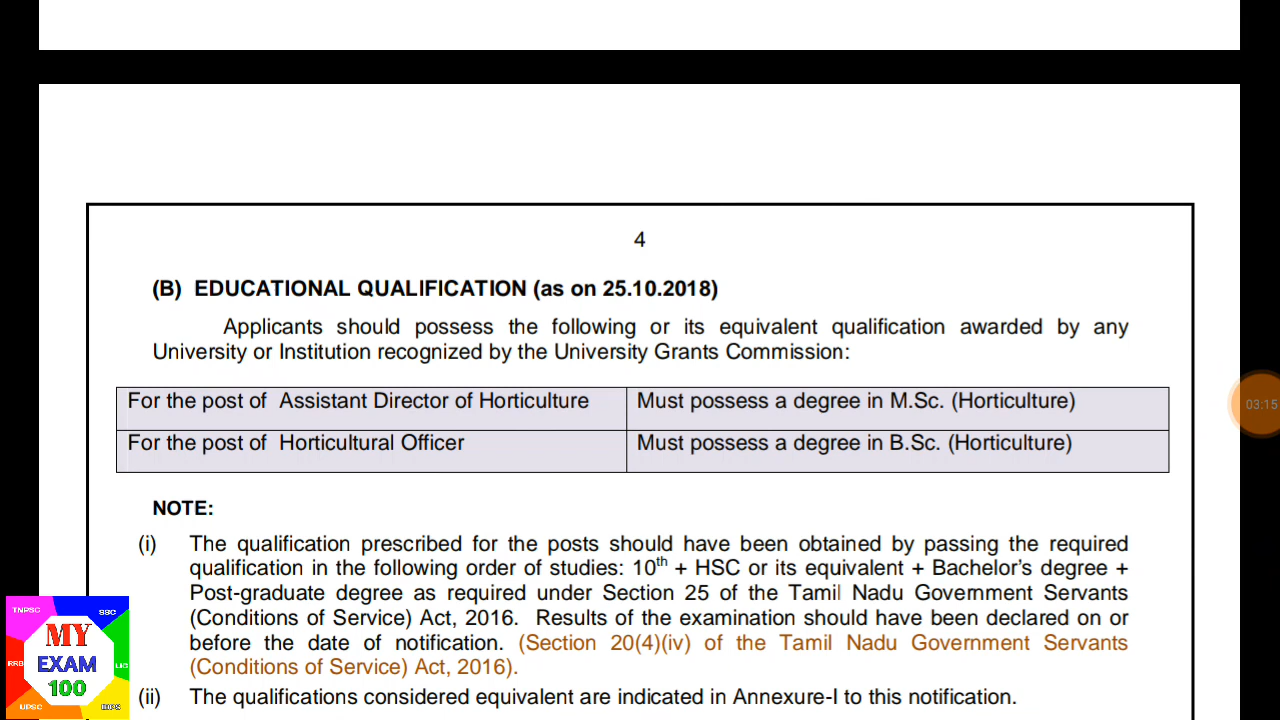 4
(B) EDUCATIONAL QUALIFICATION (as on 25.10.2018)
Applicants should possess the following or its equivalent qualification awarded by any
University or Institution recognized by the University Grants Commission:
For the post of Assistant Director of Horticulture
Must possess a degree in M.Sc. (Horticulture)
For the post of Horticultural Officer
Must possess a degree in B.Sc. (Horticulture)
NOTE:
(i) The qualification prescribed for the posts should have been obtained by passing the required
qualification in the following order of studies: 10th + HSC or its equivalent + Bachelor's degree +
Post-graduate degree as required under Section 25 of the Tamil Nadu Government Servants
(Conditions of Service) Act, 2016. Results of the examination should have been declared on or
before the date of notification. (Section 20(4)(iv) of the Tamil Nadu Government Servants
(Conditions of Service) Act, 2016).
(ii) The qualifications considered equivalent are indicated in Annexure-I to this notification.
03:15
TNPSC
SSC
MY
RRB
EXAM
LIC
100
UPSC
IBPS